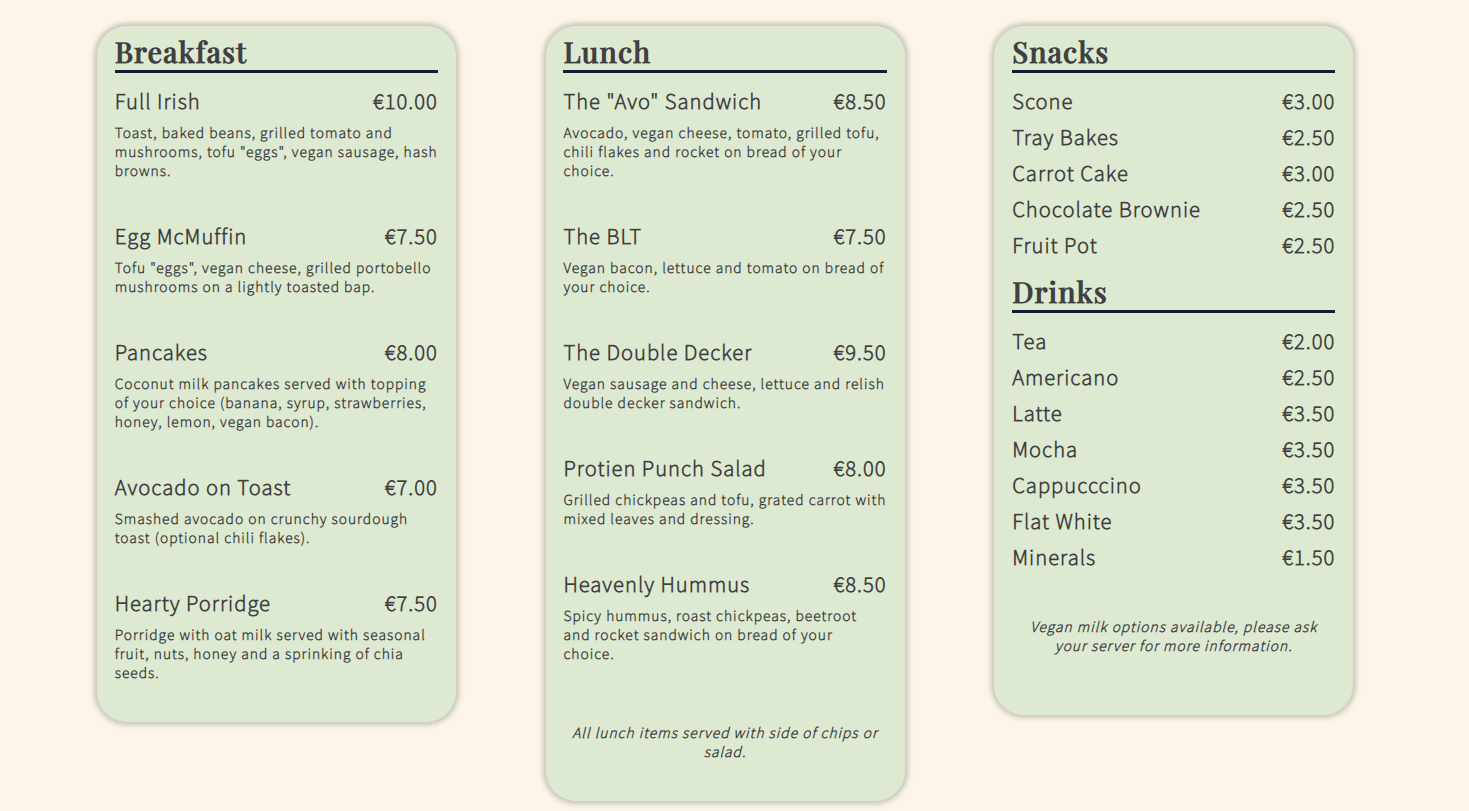 Breakfast
Full Irish €10.00
Toast, baked beans, grilled tomato and
mushrooms, tofu "eggs", vegan sausage, hash
browns.
Egg McMuffin €7.50
Tofu "eggs", vegan cheese, grilled portobello
mushrooms on a lightly toasted bap.
Pancakes €8.00
Coconut milk pancakes served with topping
of your choice (banana, syrup, strawberries,
honey, lemon, vegan bacon).
Avocado on Toast €7.00
Smashed avocado on crunchy sourdough
toast (optional chili flakes).
Hearty Porridge €7.50
Porridge with oat milk served with seasonal
fruit, nuts, honey and a sprinking of chia
seeds.
Lunch
The "Avo" Sandwich €8.50
Avocado, vegan cheese, tomato, grilled tofu,
chili flakes and rocket on bread of your
choice.
The BLT €7.50
Vegan bacon, lettuce and tomato on bread of
your choice.
The Double Decker €9.50
Vegan sausage and cheese, lettuce and relish
double decker sandwich.
Protien Punch Salad €8.00
Grilled chickpeas and tofu, grated carrot with
mixed leaves and dressing.
Heavenly Hummus €8.50
Spicy hummus, roast chickpeas, beetroot
and rocket sandwich on bread of your
choice.
All lunch items served with side of chips or
salad.
Snacks
Scone €3.00
Tray Bakes €2.50
Carrot Cake €3.00
Chocolate Brownie €2.50
Fruit Pot €2.50
Drinks
Tea €2.00
Americano €2.50
Latte €3.50
Mocha €3.50
Cappucccino €3.50
Flat White €3.50
Minerals €1.50
Vegan milk options available, please ask
your server for more information.